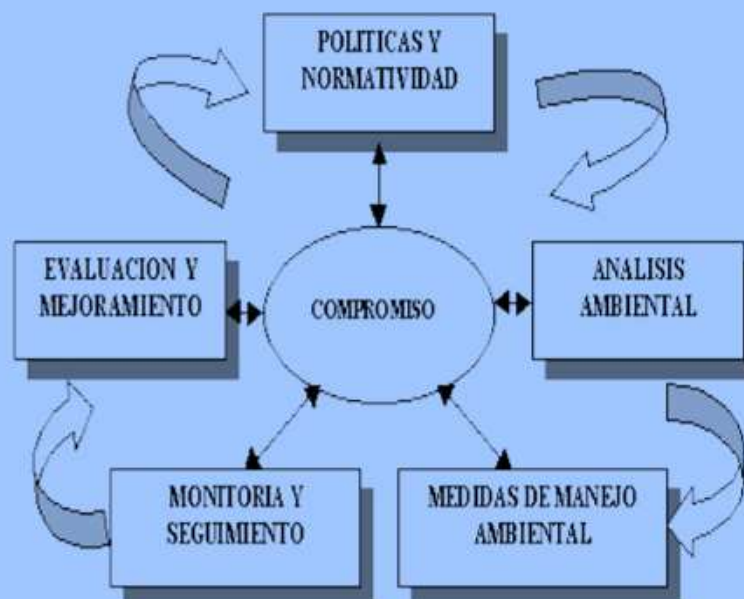 POLITICAS Y
NORMATIVIDAD
EVALUACION Y
MEJORAMIENTO
COMPROMISO
ANALISIS
AMBIENTAL
MONITORIA Y
SEGUIMIENTO
MEDIDAS DE MANEJO
AMBIENTAL